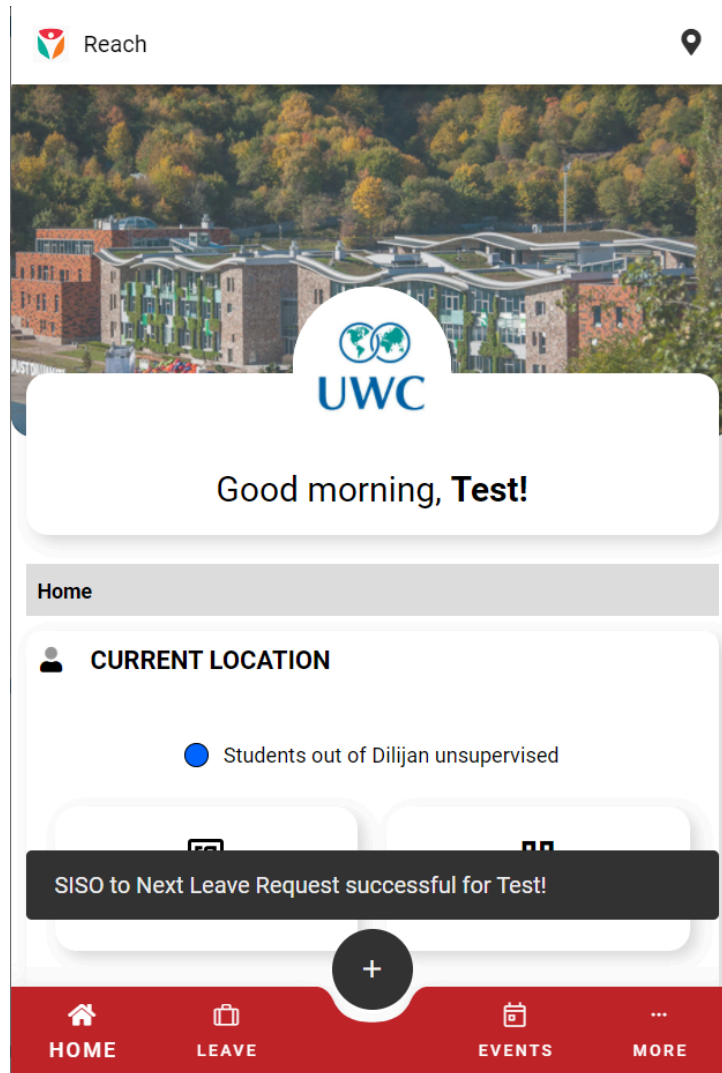 Reach
UWC
Good morning, Test!
Home
CURRENT LOCATION
Students out of Dilijan unsupervised
SISO to Next Leave Request successful for Test!
+
HOME
LEAVE
EVENTS
MORE